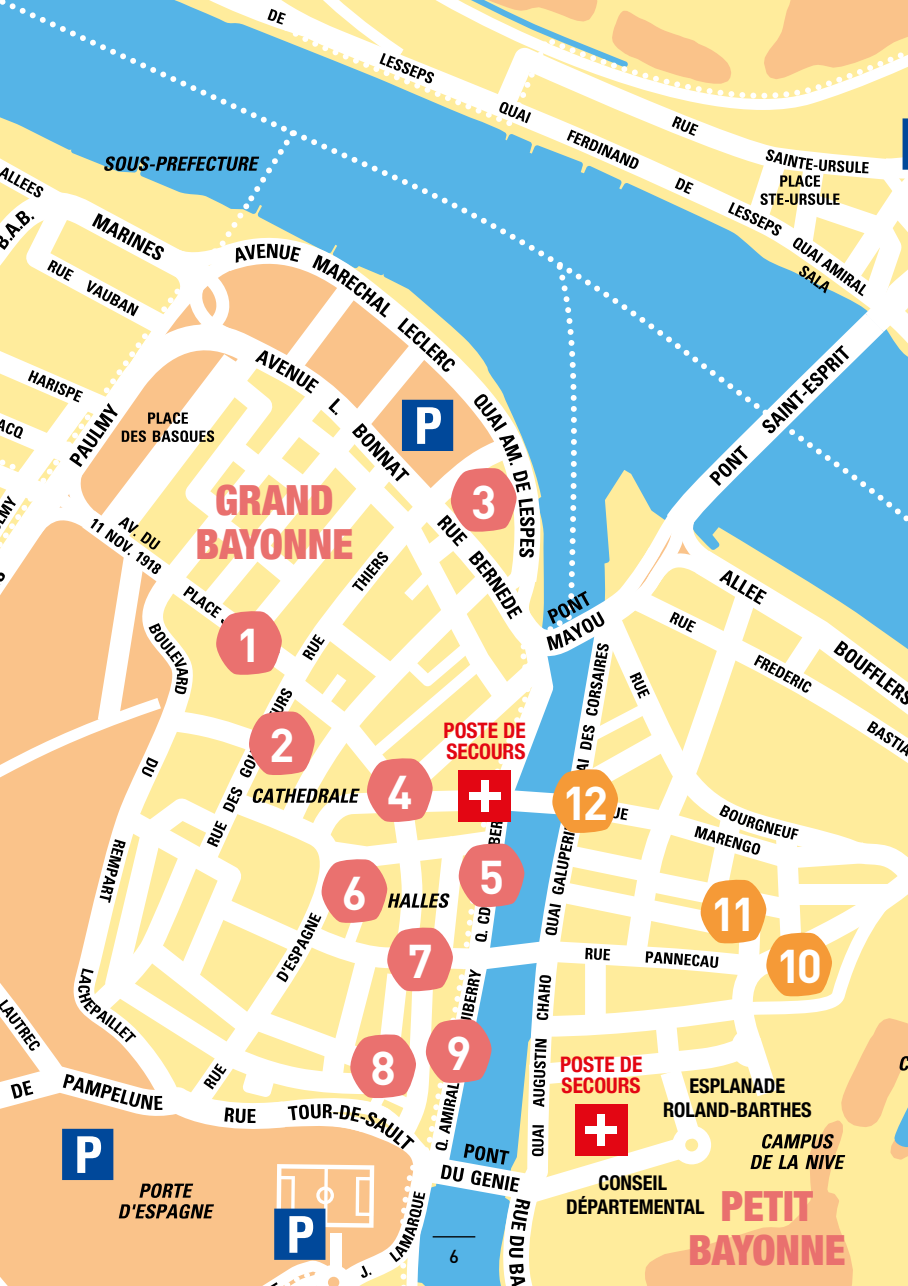 DE
LESSEPS
QUAI
FERDINAND
DE
LESSEPS
RUE
SAINTE-URSULE
PLACE
STE-URSULE
QUAI AMIRAL
SALA
SOUS-PREFECTURE
ALLEES
MARINES
B.A.B.
RUE VAUBAN
AVENUE MARECHAL LECLERC
HARISPE
PAULMY
PLACE
DES BASQUES
AVENUE L. BONNAT
P
QUAI AM. DE LESPES
PONT SAINT-ESPRIT
3
GRAND
BAYONNE
AV. DU
11 NOV. 1918
PLACE
RUE BERNEDE
RUE THIERS
1
BOULEVARD
DU
REMPART
LACHEPAILLET
PONT
MAYOU
ALLEE
BOUFFLERS
RUE
FREDERIC
RUE
2
RUE DES
CATHEDRALE
4
POSTE DE
SECOURS
12
QUAI GALUPERI
DES CORSAIRES
BOURGNEUF
MARENGO
5
6
HALLES
7
11
10
RUE PANNECAU
D'ESPAGNE
RUE
8
9
QUAI AUGUSTIN CHAHO
Q. AMIRAL
POSTE DE
SECOURS
ESPLANADE
ROLAND-BARTHES
CAMPUS
DE LA NIVE
LAUTREC
DE PAMPELUNE
RUE TOUR-DE-SAULT
P
PORTE
D'ESPAGNE
P
PONT
DU GENIE
CONSEIL
DÉPARTEMENTAL
PETIT
BAYONNE
J. LAMARQUE
RUE DU
6